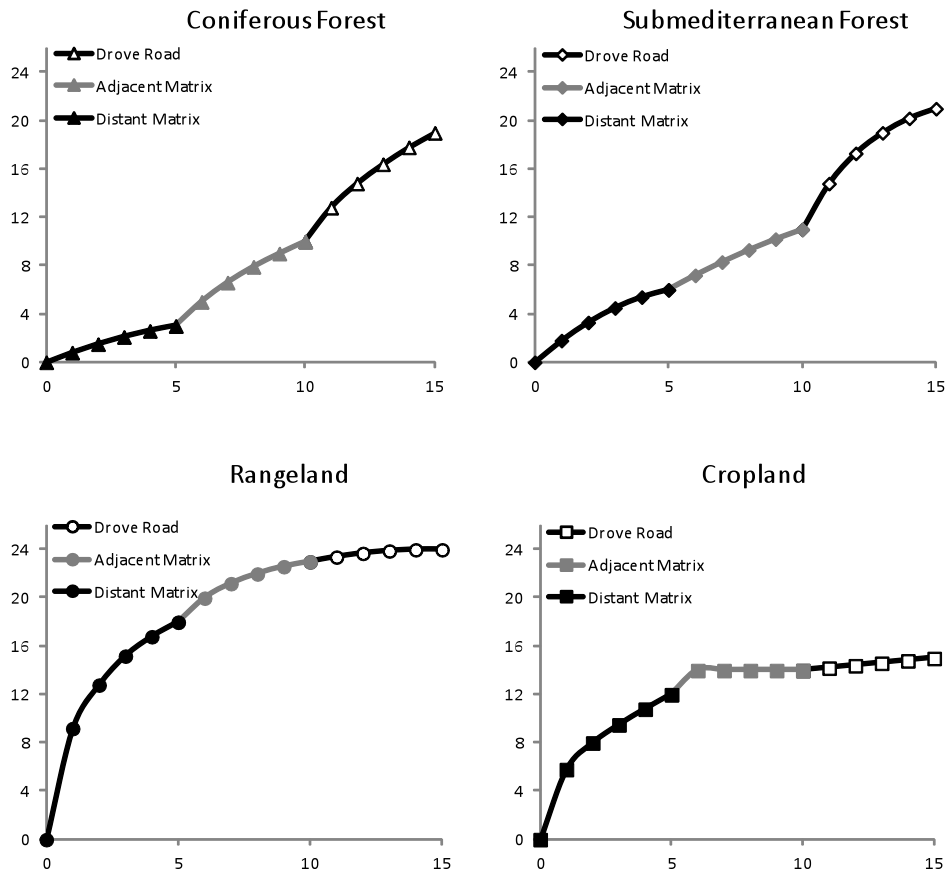 Coniferous Forest
Drove Road
24
Adjacent Matrix
20
Distant Matrix
16
12
8
4
0
0 5 10 15
Submediterranean Forest
Drove Road
24
Adjacent Matrix
20
Distant Matrix
16
12
8
4
0
0 5 10 15
Rangeland
Drove Road
24
Adjacent Matrix
20
Distant Matrix
16
12
8
4
0
0 5 10 15
Cropland
Drove Road
24
Adjacent Matrix
20
Distant Matrix
16
12
8
4
0
0 5 10 15